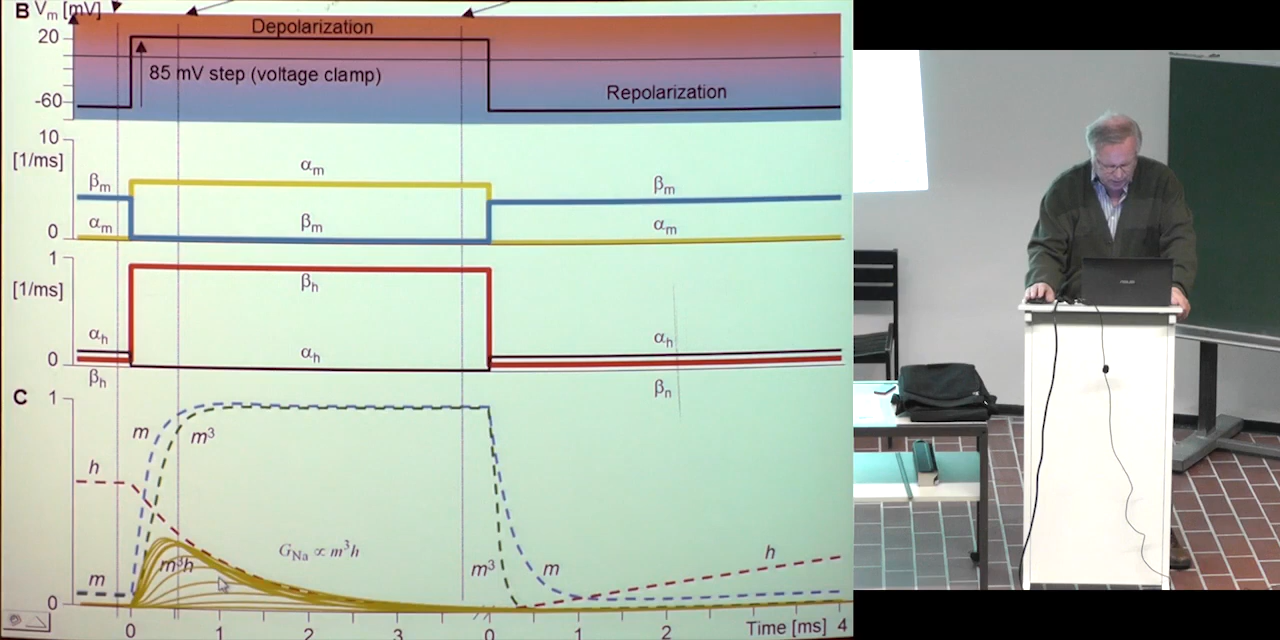 B V_m [mV]
Depolarization
20
85 mV step (voltage clamp)
Repolarization
-60
10
[1/ms]
α_m
β_m
β_m
α_m
β_m
α_m
0
1
[1/ms]
β_h
α_h
α_h
α_h
0
β_h
β_n
C
1
m
m³
h
G_Na ∝ m³h
m³h
m³
m
h
m
0
0 1 2 3 0 1 2 Time [ms] 4
ASUS